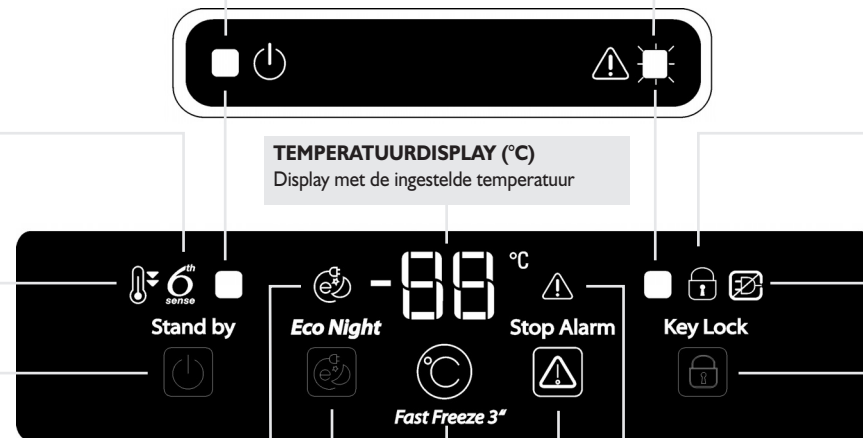 TEMPERATUURDISPLAY (°C)
Display met de ingestelde temperatuur
6th sense
-88 °C
Stand by
Eco Night
Stop Alarm
Key Lock
°C
Fast Freeze 3"